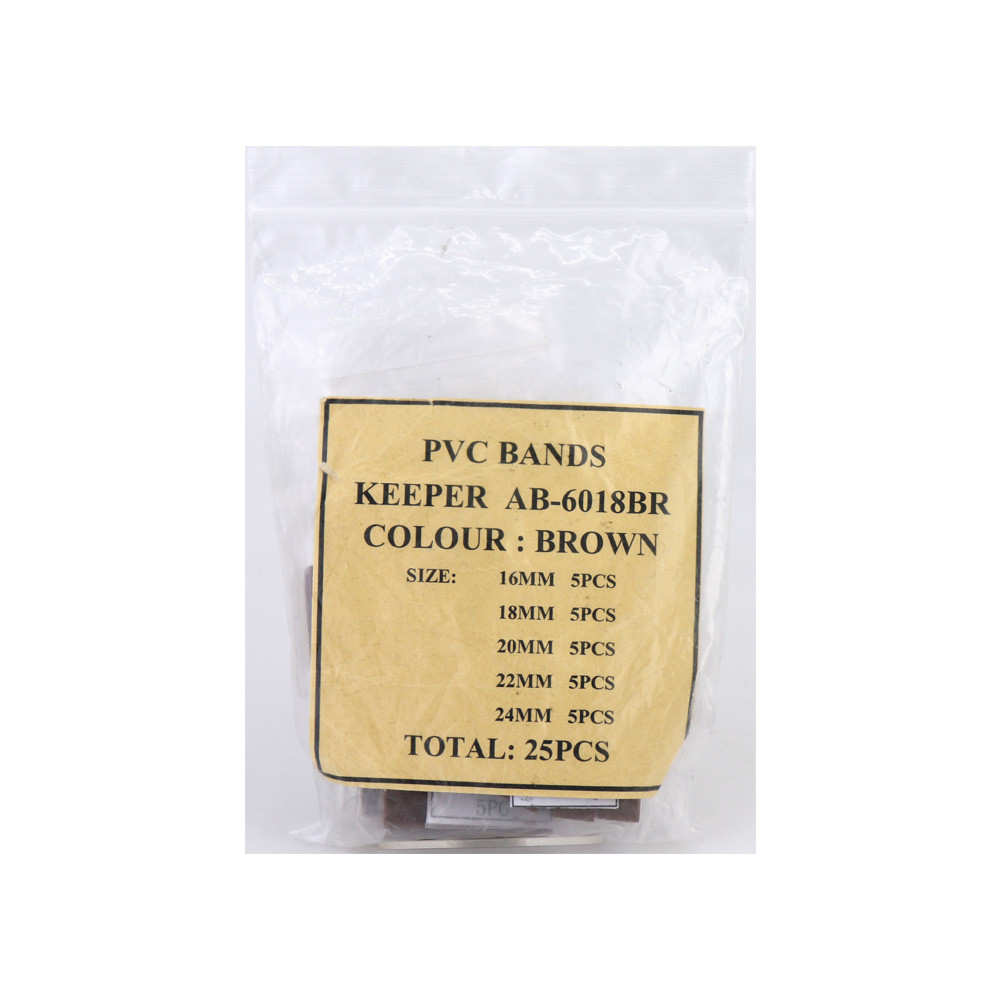 PVC BANDS
KEEPER AB-6018BR
COLOUR : BROWN
SIZE: 16MM 5PCS
18MM 5PCS
20MM 5PCS
22MM 5PCS
24MM 5PCS
TOTAL: 25PCS
5PC